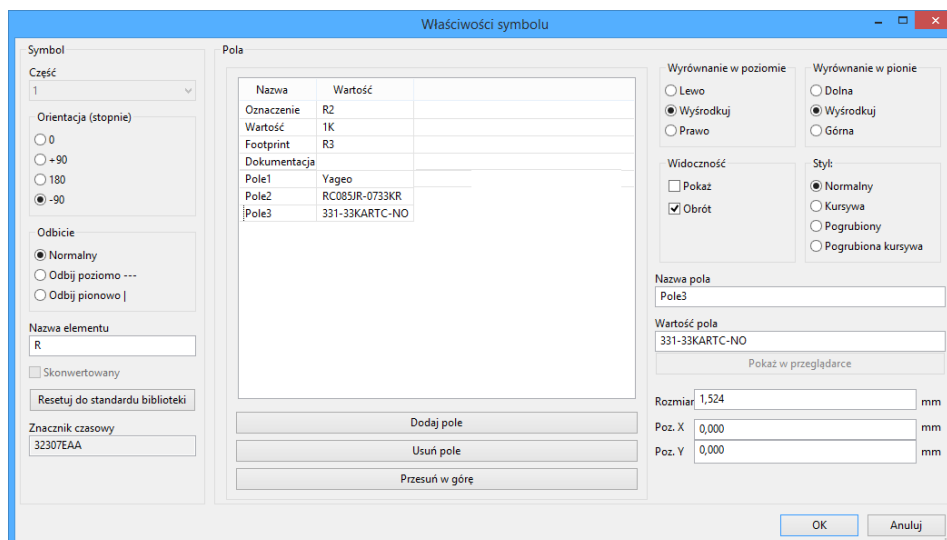 Właściwości symbolu
Symbol
Część
1
Orientacja (stopnie)
0
+90
180
-90
Odbicie
Normalny
Odbij poziomo ---
Odbij pionowo |
Nazwa elementu
R
Skonwertowany
Resetuj do standardu biblioteki
Znacznik czasowy
32307EAA
Pola
Nazwa Wartość
Oznaczenie R2
Wartość 1K
Footprint R3
Dokumentacja
Pole1 Yageo
Pole2 RC085JR-0733KR
Pole3 331-33KARTC-NO
Dodaj pole
Usuń pole
Przesuń w górę
Wyrównanie w poziomie
Lewo
Wyśrodkuj
Prawo
Wyrównanie w pionie
Dolna
Wyśrodkuj
Górna
Widoczność
Pokaż
Obrót
Styl:
Normalny
Kursywa
Pogrubiony
Pogrubiona kursywa
Nazwa pola
Pole3
Wartość pola
331-33KARTC-NO
Pokaż w przeglądarce
Rozmiar 1,524 mm
Poz. X 0,000 mm
Poz. Y 0,000 mm
OK Anuluj